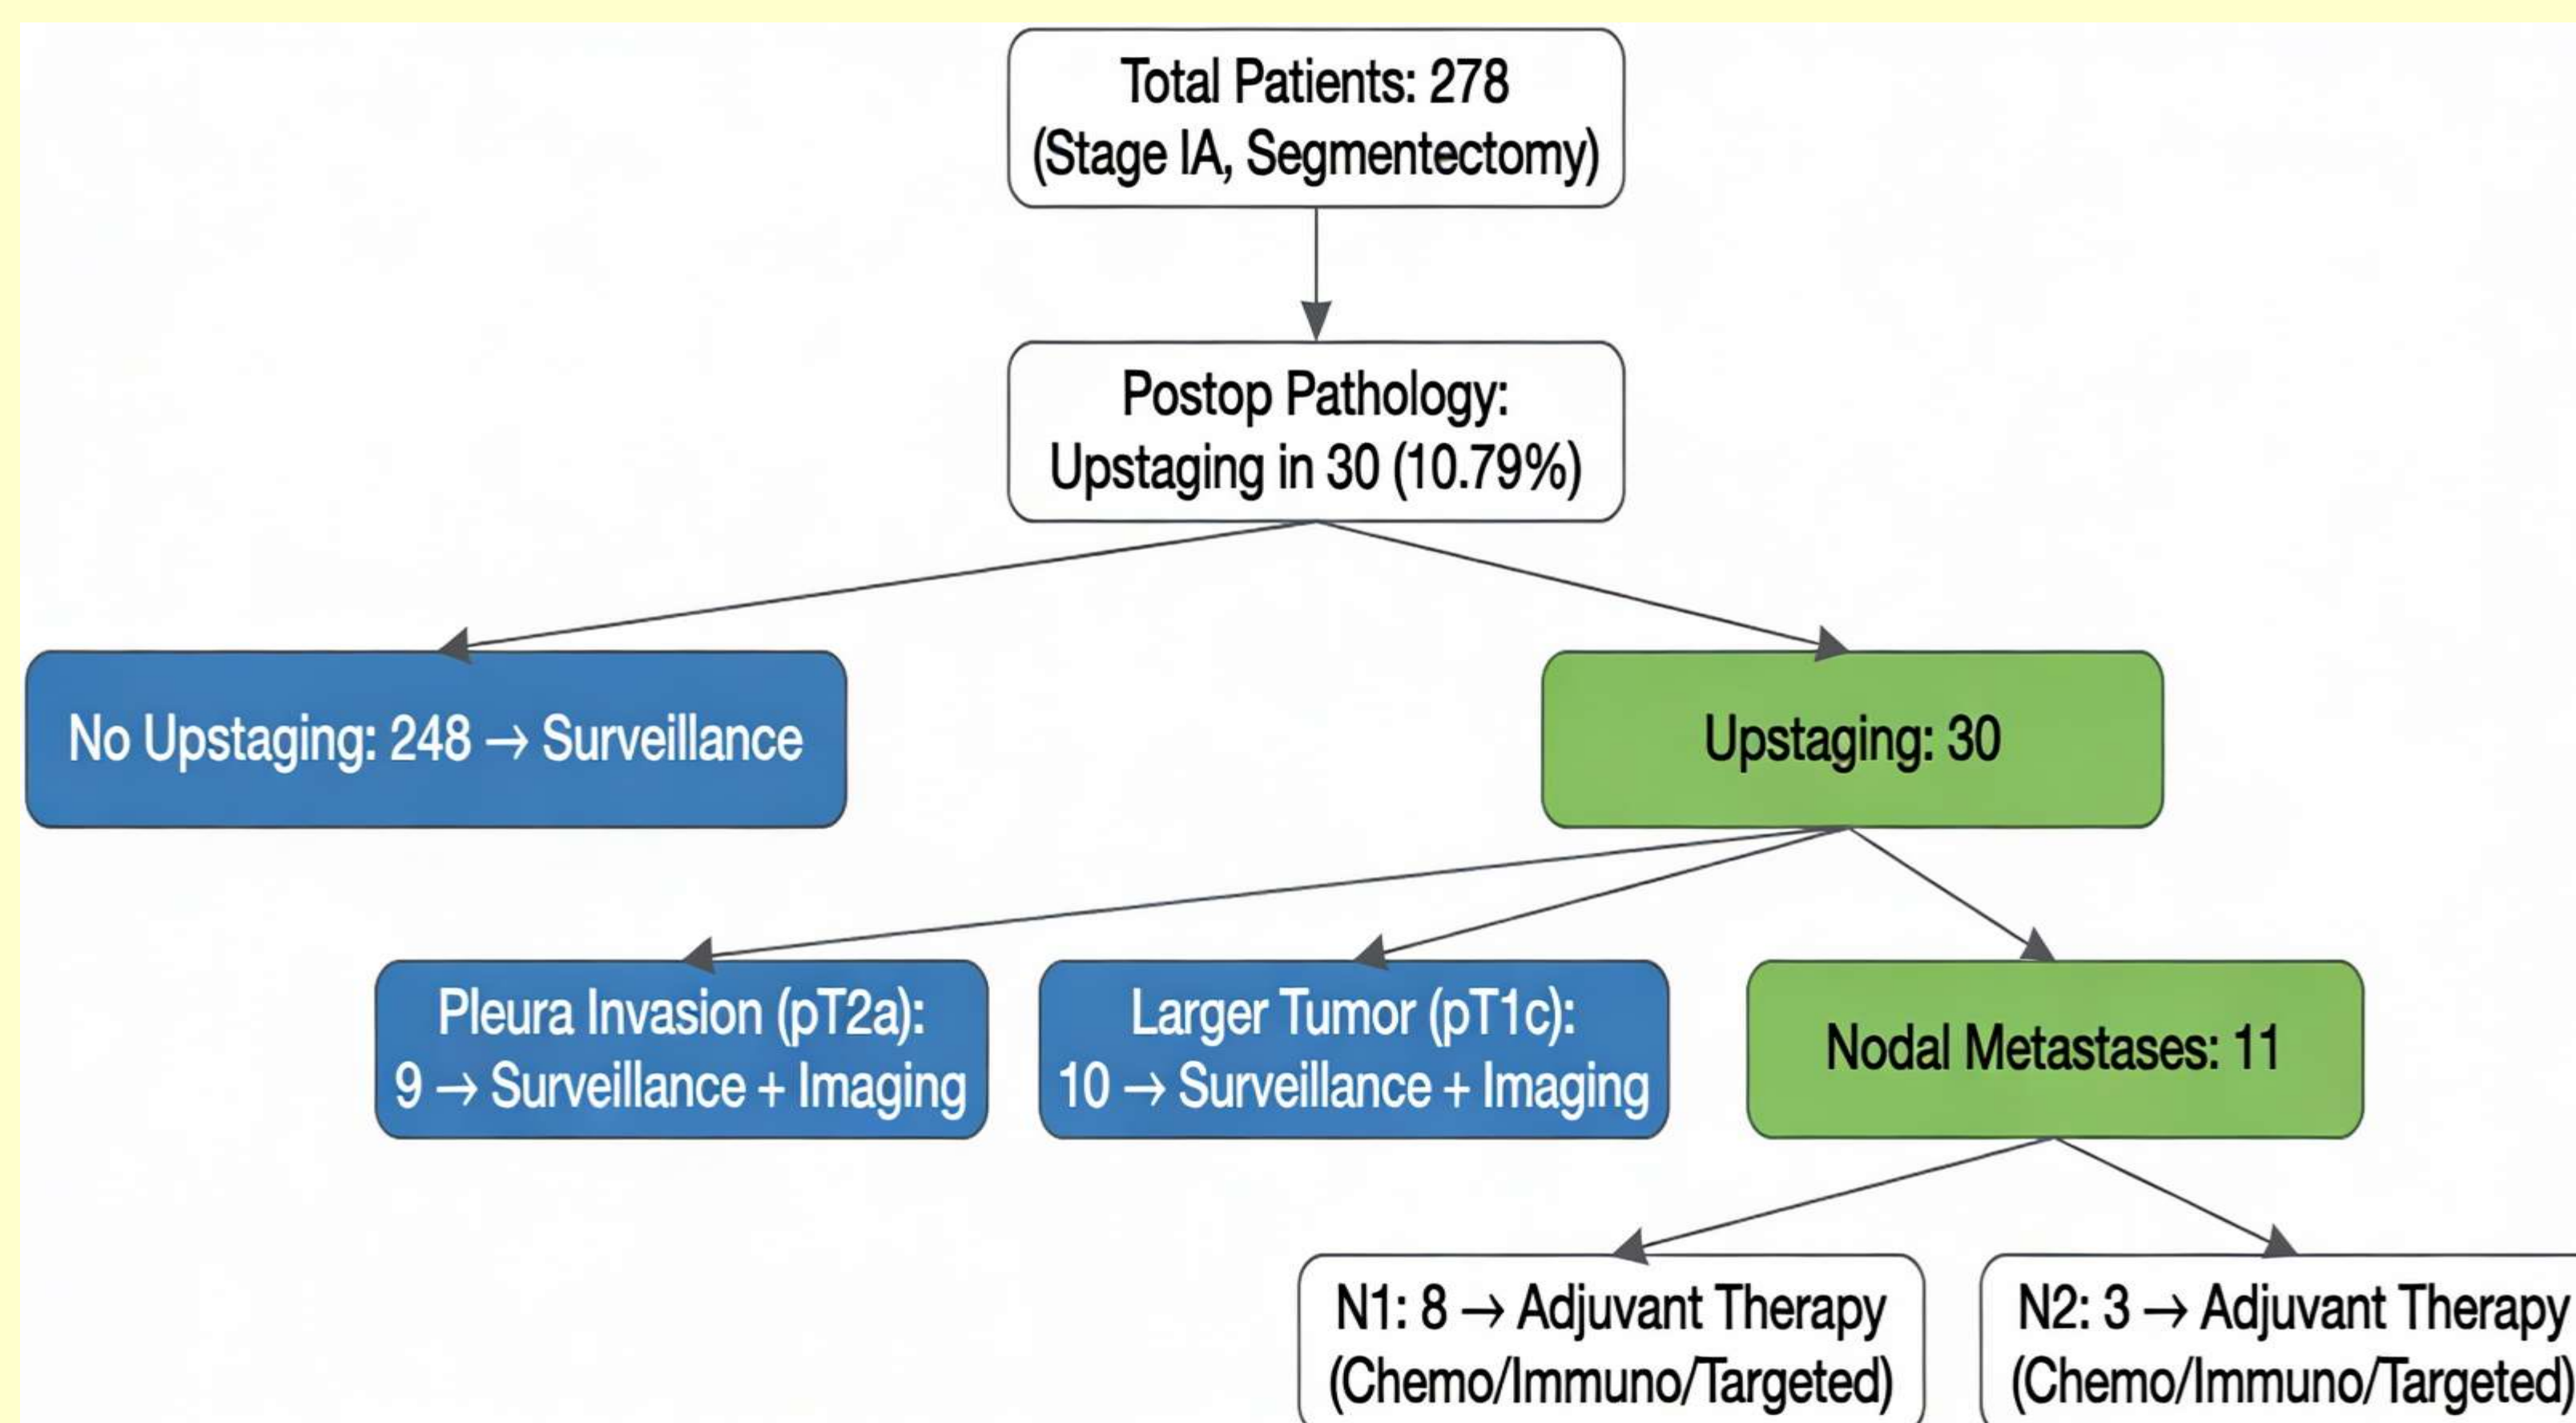 Total Patients: 278
(Stage IA, Segmentectomy)
Postop Pathology:
Upstaging in 30 (10.79%)
No Upstaging: 248 → Surveillance
Upstaging: 30
Pleura Invasion (pT2a):
9 → Surveillance + Imaging
Larger Tumor (pT1c):
10 → Surveillance + Imaging
Nodal Metastases: 11
N1: 8 → Adjuvant Therapy
(Chemo/Immuno/Targeted)
N2: 3 → Adjuvant Therapy
(Chemo/Immuno/Targeted)